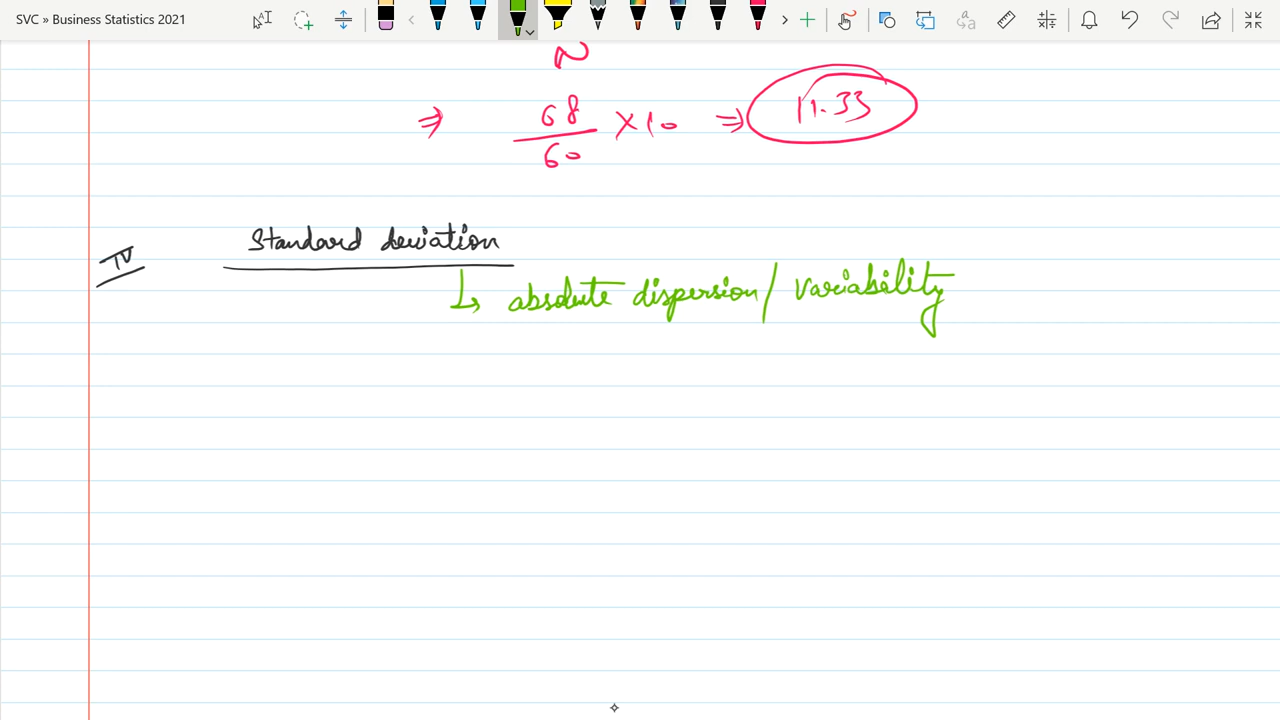 SVC » Business Statistics 2021
N
⇒ 68/60 × 10 ⇒ 11.33
IV Standard deviation
↳ absolute dispersion / variability